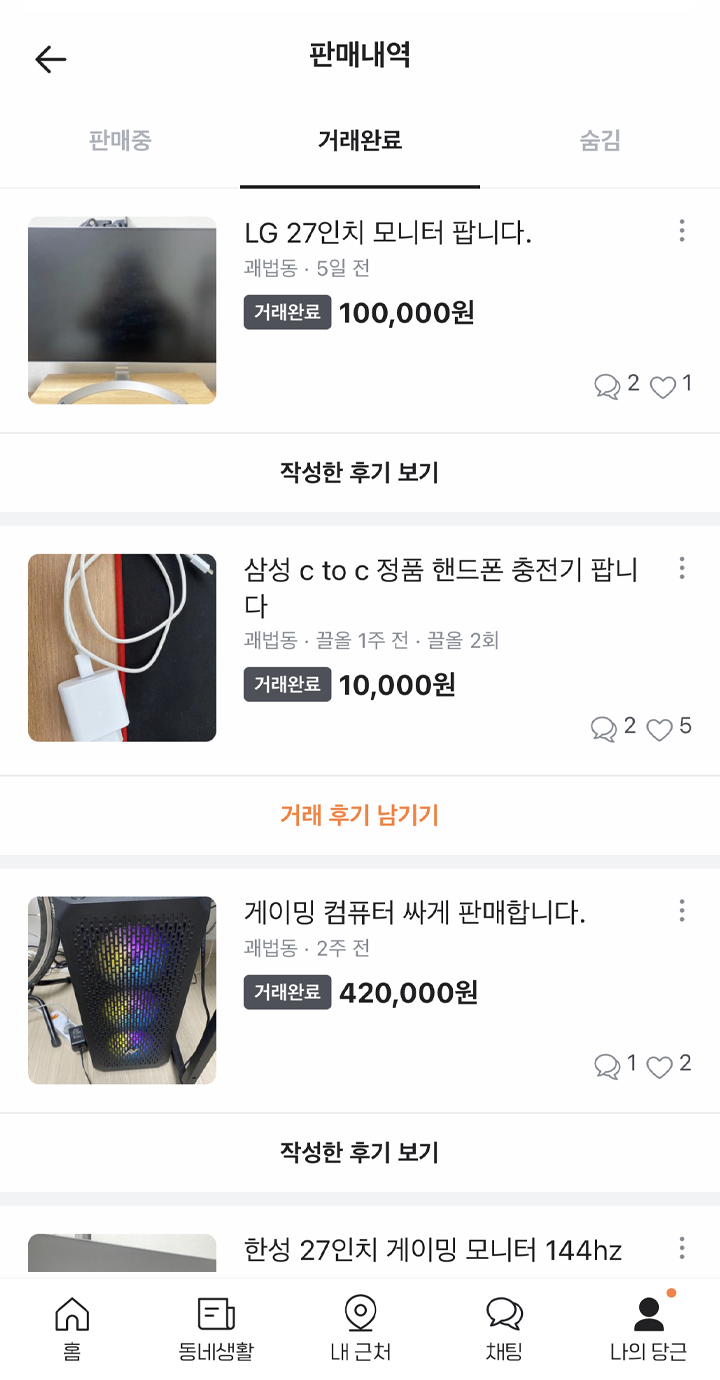 판매내역
판매중 거래완료 숨김
LG 27인치 모니터 팝니다.
괘법동 · 5일 전
거래완료 100,000원
2 1
작성한 후기 보기
삼성 c to c 정품 핸드폰 충전기 팝니
다
괘법동 · 끌올 1주 전 · 끌올 2회
거래완료 10,000원
2 5
거래 후기 남기기
게이밍 컴퓨터 싸게 판매합니다.
괘법동 · 2주 전
거래완료 420,000원
1 2
작성한 후기 보기
한성 27인치 게이밍 모니터 144hz
홈 동네생활 내 근처 채팅 나의 당근